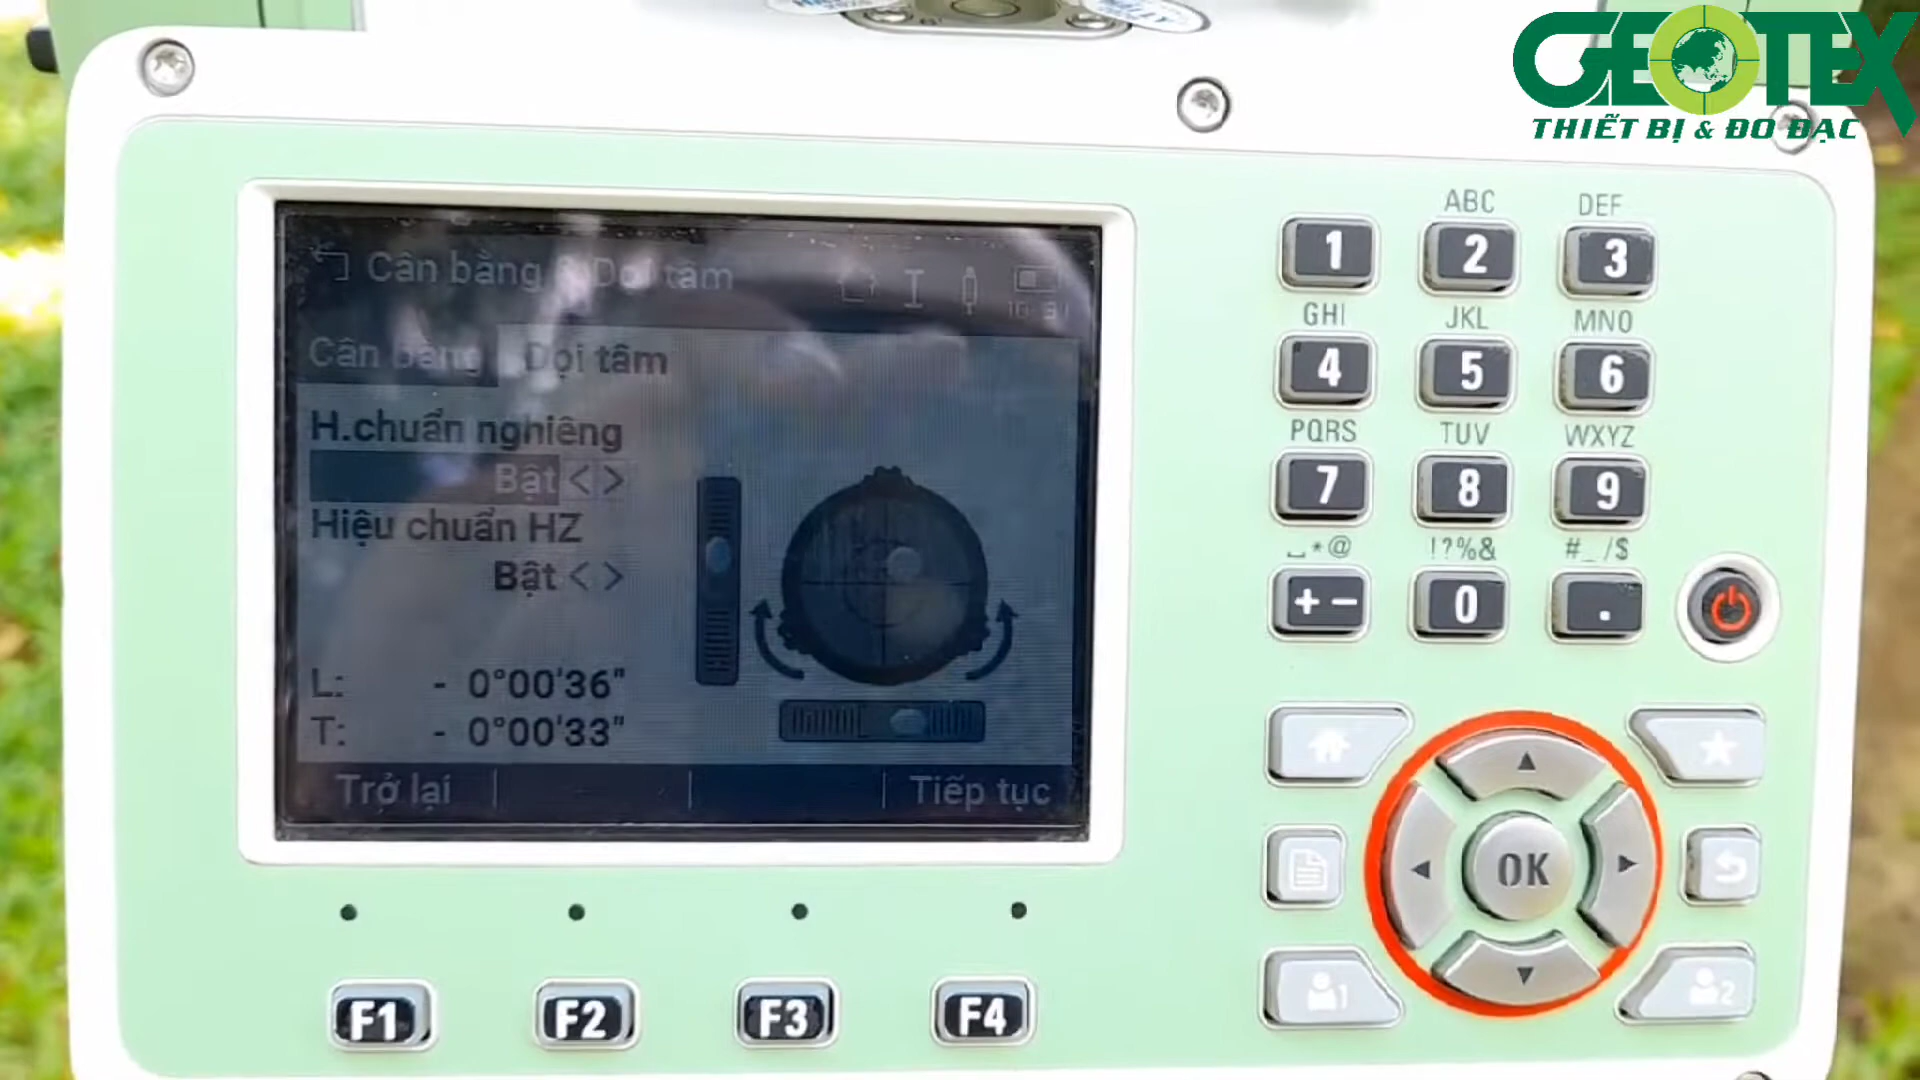 GEOTEX
THIẾT BỊ & ĐO ĐẠC
Cân bằng & Dọi tâm
Cân bằng Dọi tâm
H.chuẩn nghiêng
Bật < >
Hiệu chuẩn HZ
Bật < >
L: - 0°00'36"
T: - 0°00'33"
Trở lại Tiếp tục
ABC DEF
1 2 3
GHI JKL MNO
4 5 6
PQRS TUV WXYZ
7 8 9
␣*@ !?%& #_/$
+ - 0 .
OK
1 2
F1 F2 F3 F4